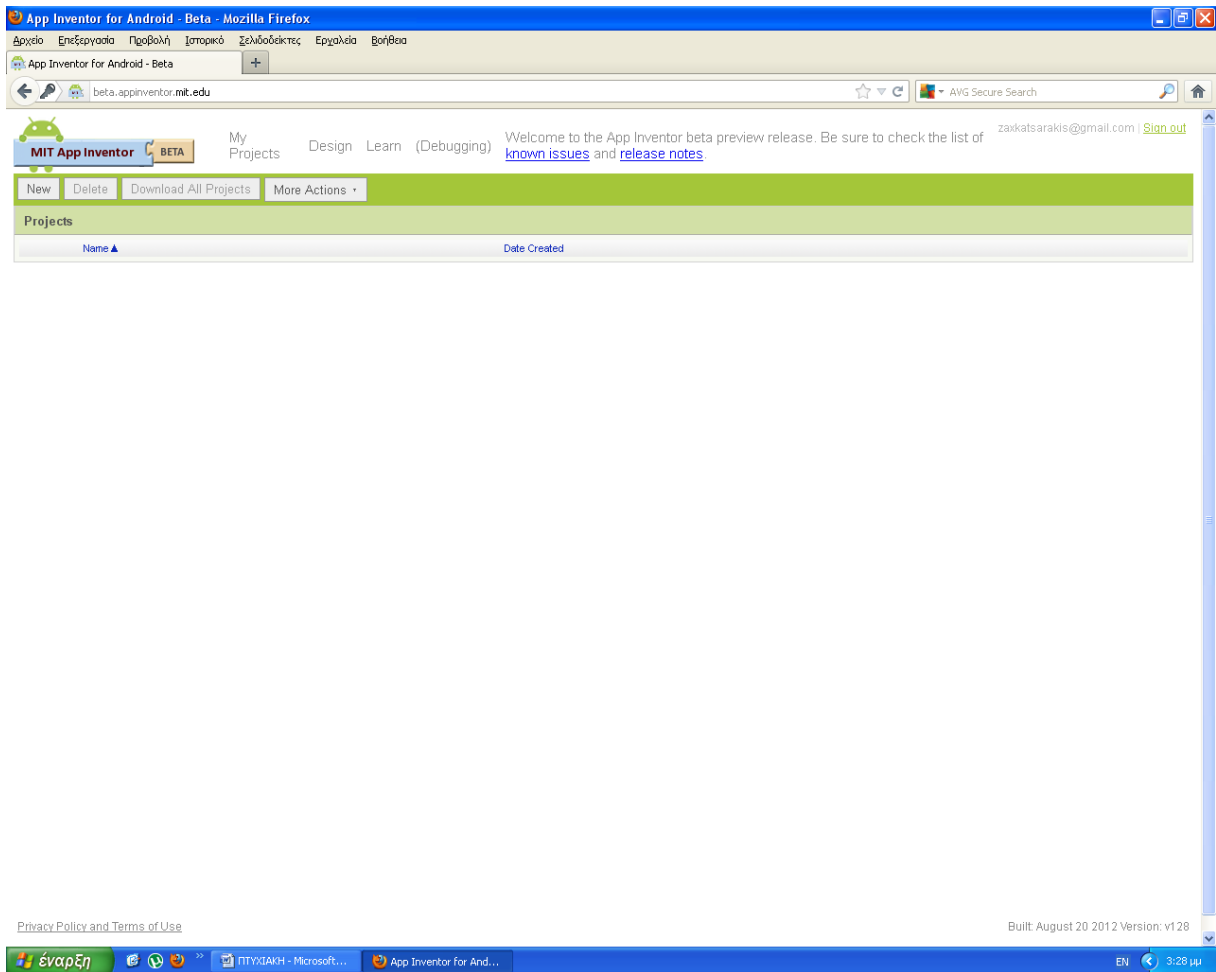 App Inventor for Android - Beta - Mozilla Firefox
Αρχείο Επεξεργασία Προβολή Ιστορικό Σελιδοδείκτες Εργαλεία Βοήθεια
App Inventor for Android - Beta +
beta.appinventor.mit.edu AVG Secure Search
zaxkatsarakis@gmail.com | Sign out
MIT App Inventor BETA
My Projects Design Learn (Debugging)
Welcome to the App Inventor beta preview release. Be sure to check the list of
known issues and release notes.
New Delete Download All Projects More Actions
Projects
Name Date Created
Privacy Policy and Terms of Use Built: August 20 2012 Version: v128
έναρξη » ΠΤΥΧΙΑΚΗ - Microsoft... App Inventor for And... EN 3:28 μμ